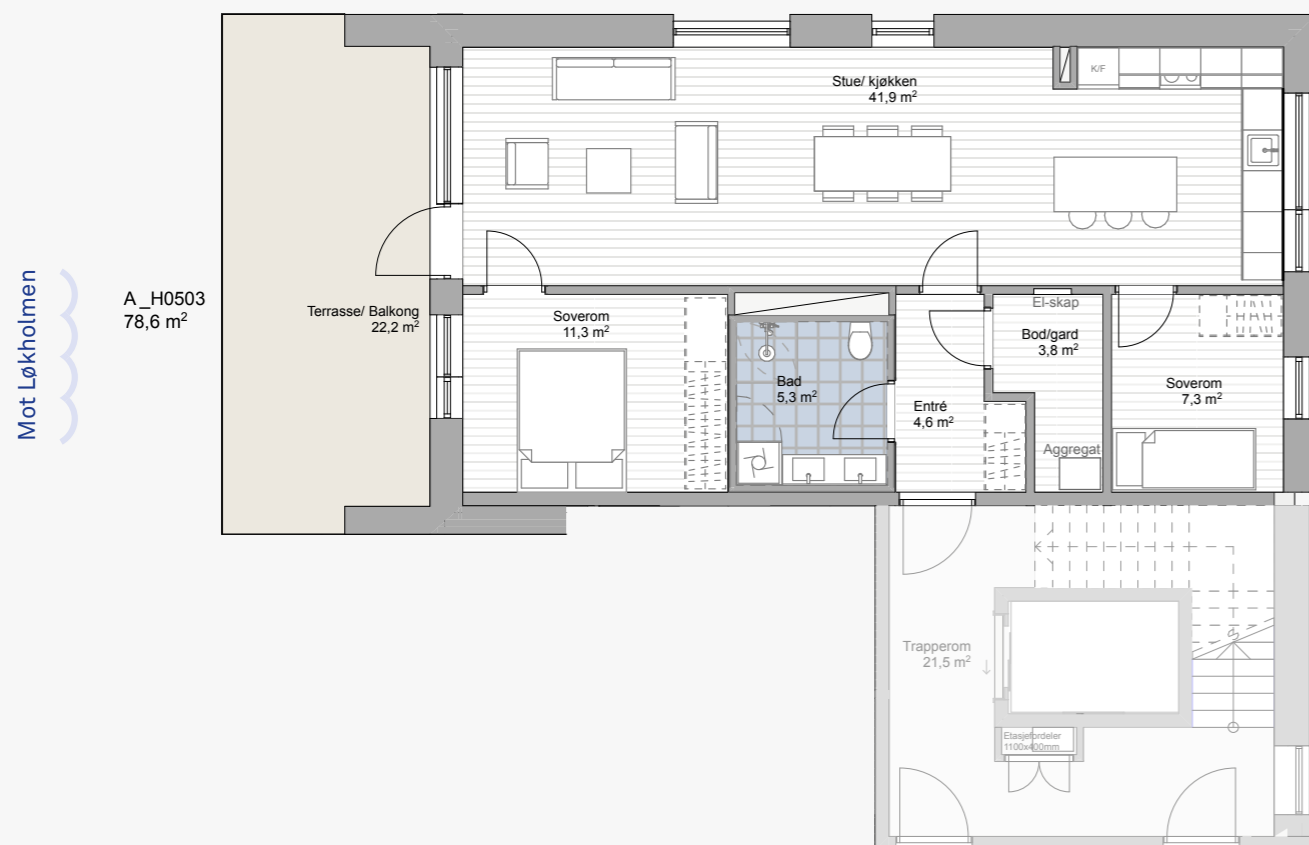 Mot Løkholmen
A _H0503
78,6 m²
Terrasse/ Balkong
22,2 m²
Stue/ kjøkken
41,9 m²
K/F
Soverom
11,3 m²
Bad
5,3 m²
Entré
4,6 m²
El-skap
Bod/gard
3,8 m²
Aggregat
Soverom
7,3 m²
Trapperom
21,5 m²
Etasjefordeler
1100x400mm
S